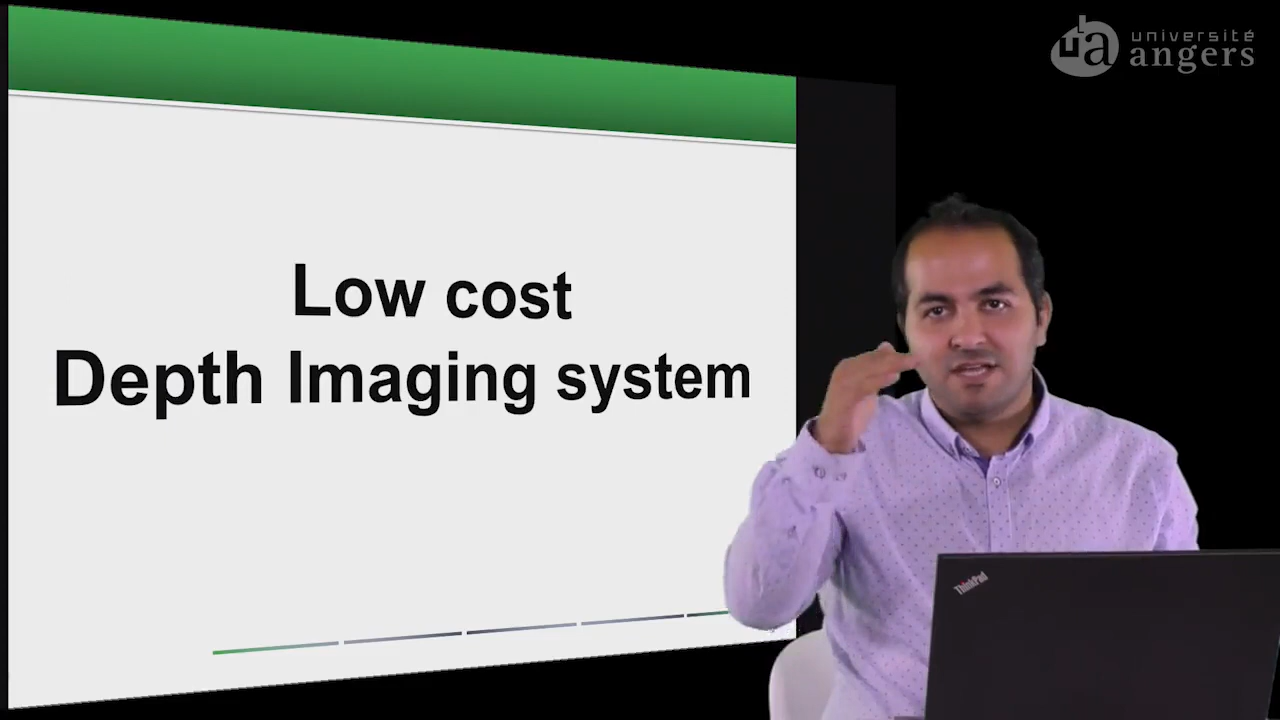 université
angers
Low cost
Depth Imaging system
ThinkPad